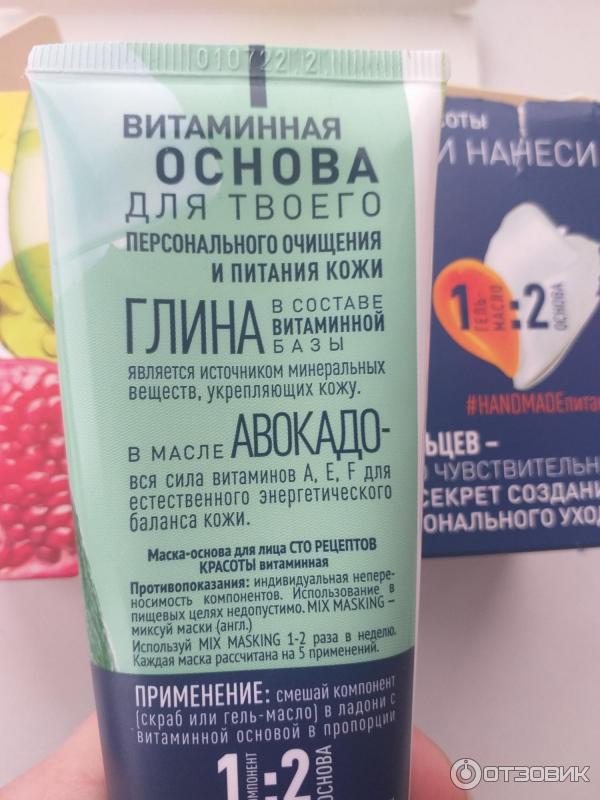 010722 2
ВИТАМИННАЯ
ОСНОВА
ДЛЯ ТВОЕГО
ПЕРСОНАЛЬНОГО ОЧИЩЕНИЯ
И ПИТАНИЯ КОЖИ
ГЛИНА
В СОСТАВЕ
ВИТАМИННОЙ
БАЗЫ
является источником минеральных
веществ, укрепляющих кожу.
В МАСЛЕ АВОКАДО-
вся сила витаминов А, Е, F для
естественного энергетического
баланса кожи.
Маска-основа для лица СТО РЕЦЕПТОВ
КРАСОТЫ витаминная
Противопоказания: индивидуальная непере-
носимость компонентов. Использование в
пищевых целях недопустимо. MIX MASKING –
миксуй маски (англ.)
Используй MIX MASKING 1-2 раза в неделю.
Каждая маска рассчитана на 5 применений.
ПРИМЕНЕНИЕ: смешай компонент
(скраб или гель-масло) в ладони с
витаминной основой в пропорции
1:2
ОСНОВА
И НАНЕСИ
1:2
ГЕЛЬ-
МАСЛО
ОСНОВА
#HANDMADEпита
ЬЦЕВ –
ЧУВСТВИТЕЛЬН
СЕКРЕТ СОЗДАНИ
ОНАЛЬНОГО УХОД
ОТЗОВИК